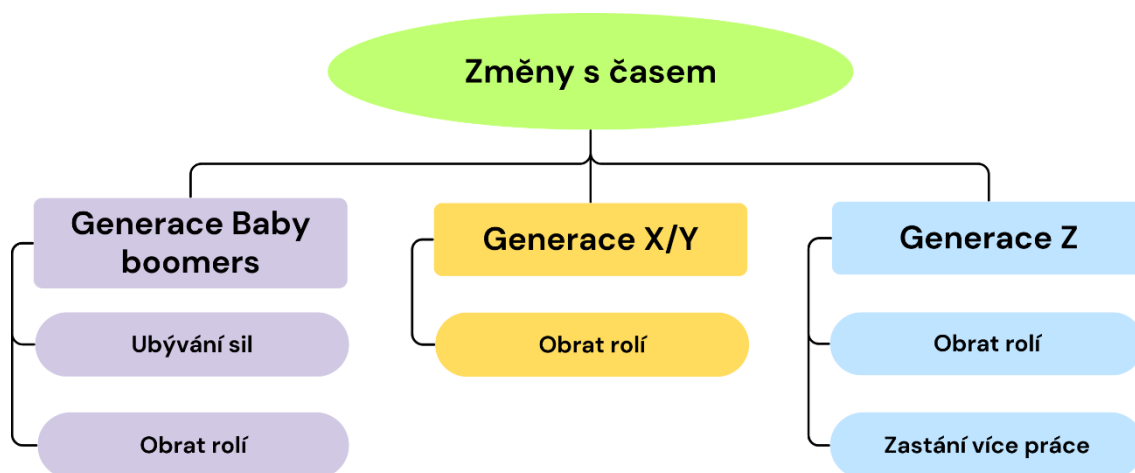 Změny s časem
Generace Baby
boomers
Ubývání sil
Obrat rolí
Generace X/Y
Obrat rolí
Generace Z
Obrat rolí
Zastání více práce